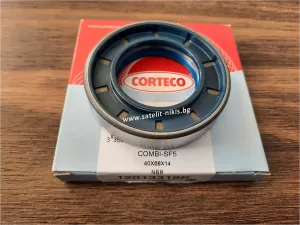 CORTECO
www.satelit-nikis.bg
COMBI-SF5
40X68X14
NBR